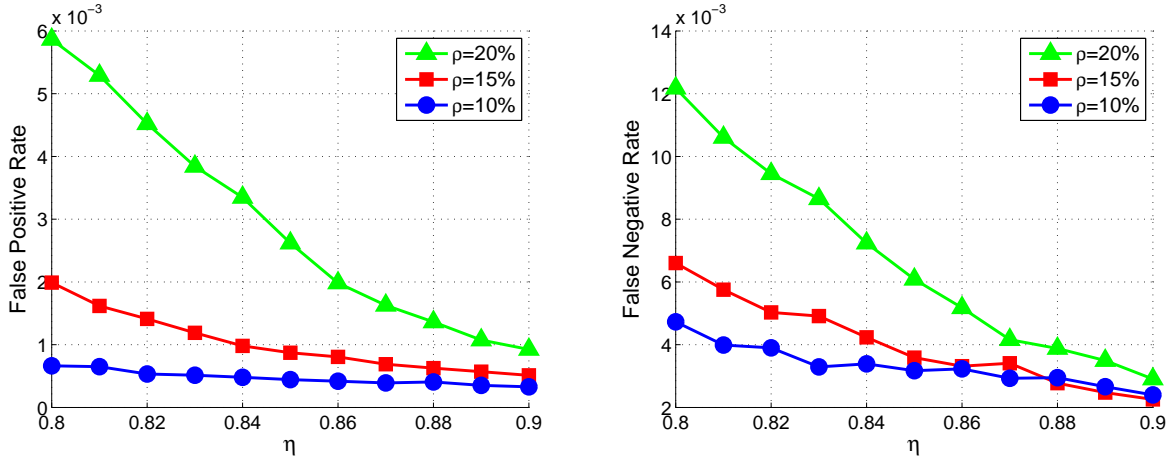 x 10⁻³
6
5
4
3
2
1
0
False Positive Rate
0.8 0.82 0.84 0.86 0.88 0.9
η
ρ=20%
ρ=15%
ρ=10%
x 10⁻³
14
12
10
8
6
4
2
False Negative Rate
0.8 0.82 0.84 0.86 0.88 0.9
η
ρ=20%
ρ=15%
ρ=10%